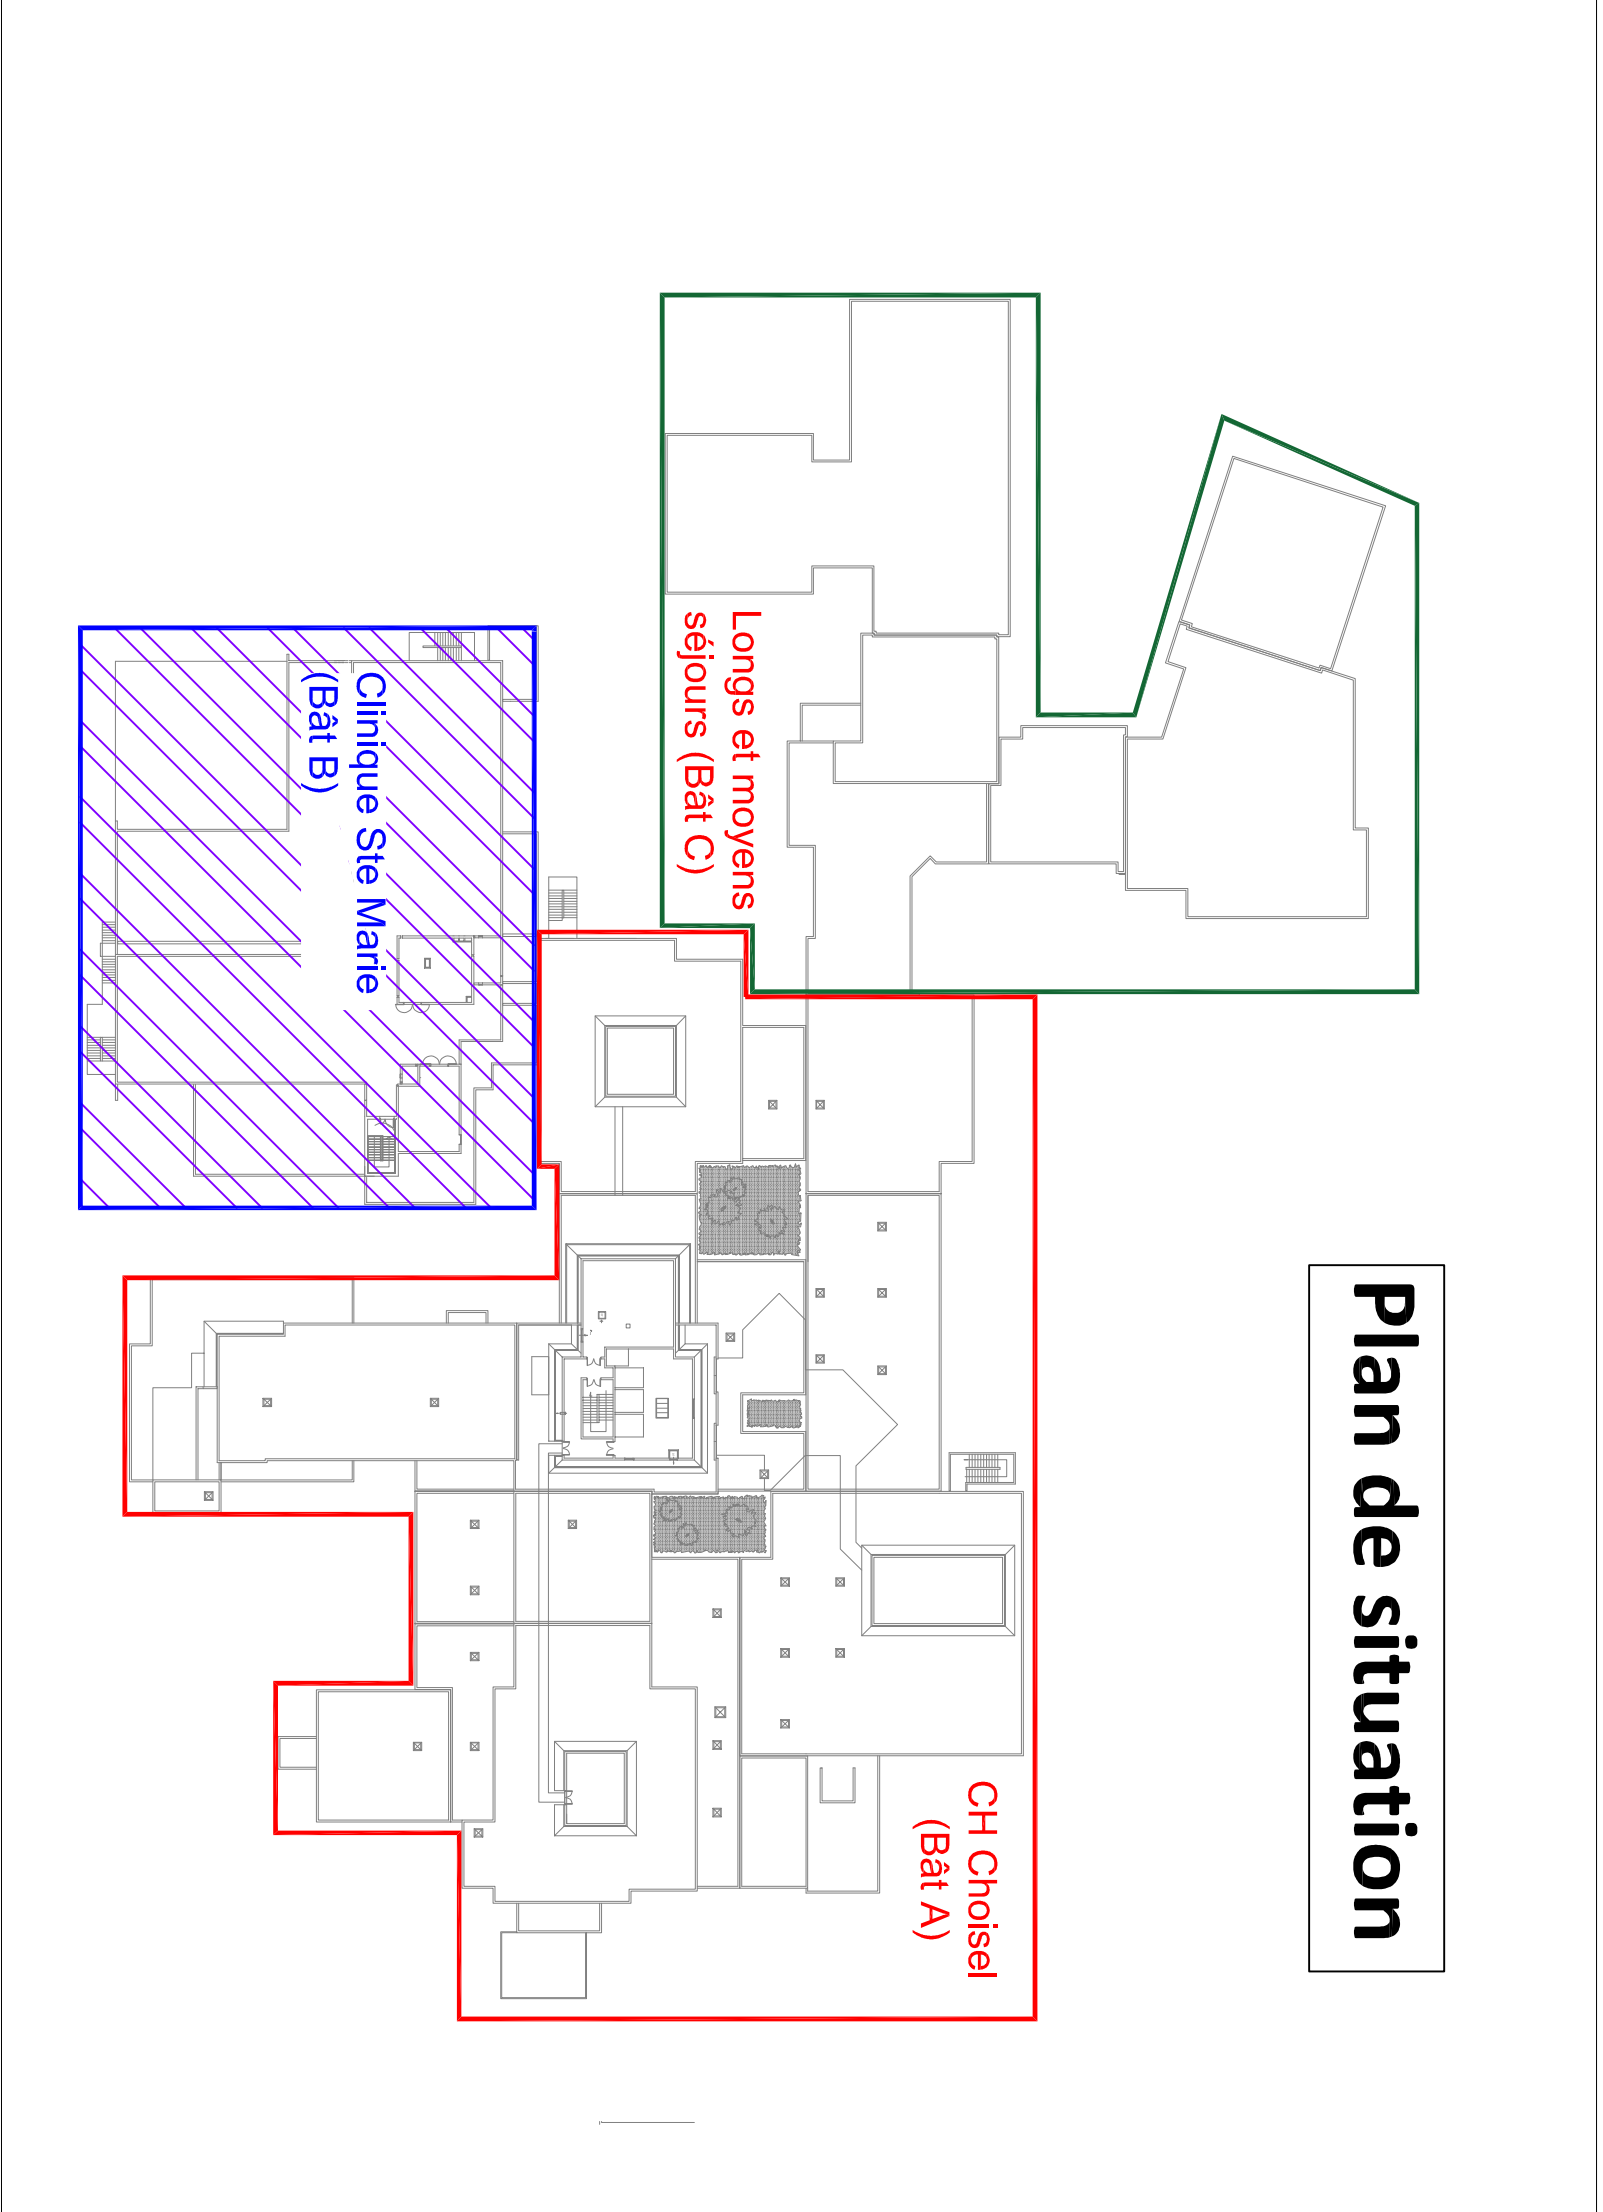 Plan de situation
Longs et moyens
séjours (Bât C)
Clinique Ste Marie
(Bât B)
CH Choisel
(Bât A)